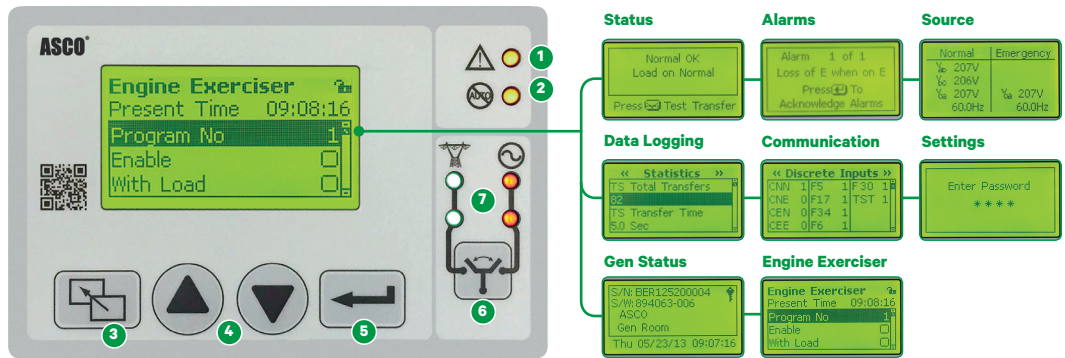 ASCO®
Engine Exerciser
Present Time 09:08:16
Program No 1
Enable
With Load
AUTO
1
2
3
4
5
6
7
Status
Normal OK
Load on Normal
Press Test Transfer
Alarms
Alarm 1 of 1
Loss of E when on E
Press To
Acknowledge Alarms
Source
Normal Emergency
Vab 207V
Vbc 206V
Vca 207V Vca 207V
60.0Hz 60.0Hz
Data Logging
« Statistics »
TS Total Transfers
82
TS Transfer Time
5.0 Sec
Communication
« Discrete Inputs »
CNN 1 F5 1 F30 1
CNE 0 F17 1 TST 1
CEN 0 F34 1
CEE 0 F6 1
Settings
Enter Password
****
Gen Status
S/N: BER125200004
S/W: 894063-006
ASCO
Gen Room
Thu 05/23/13 09:07:16
Engine Exerciser
Engine Exerciser
Present Time 09:08:16
Program No 1
Enable
With Load